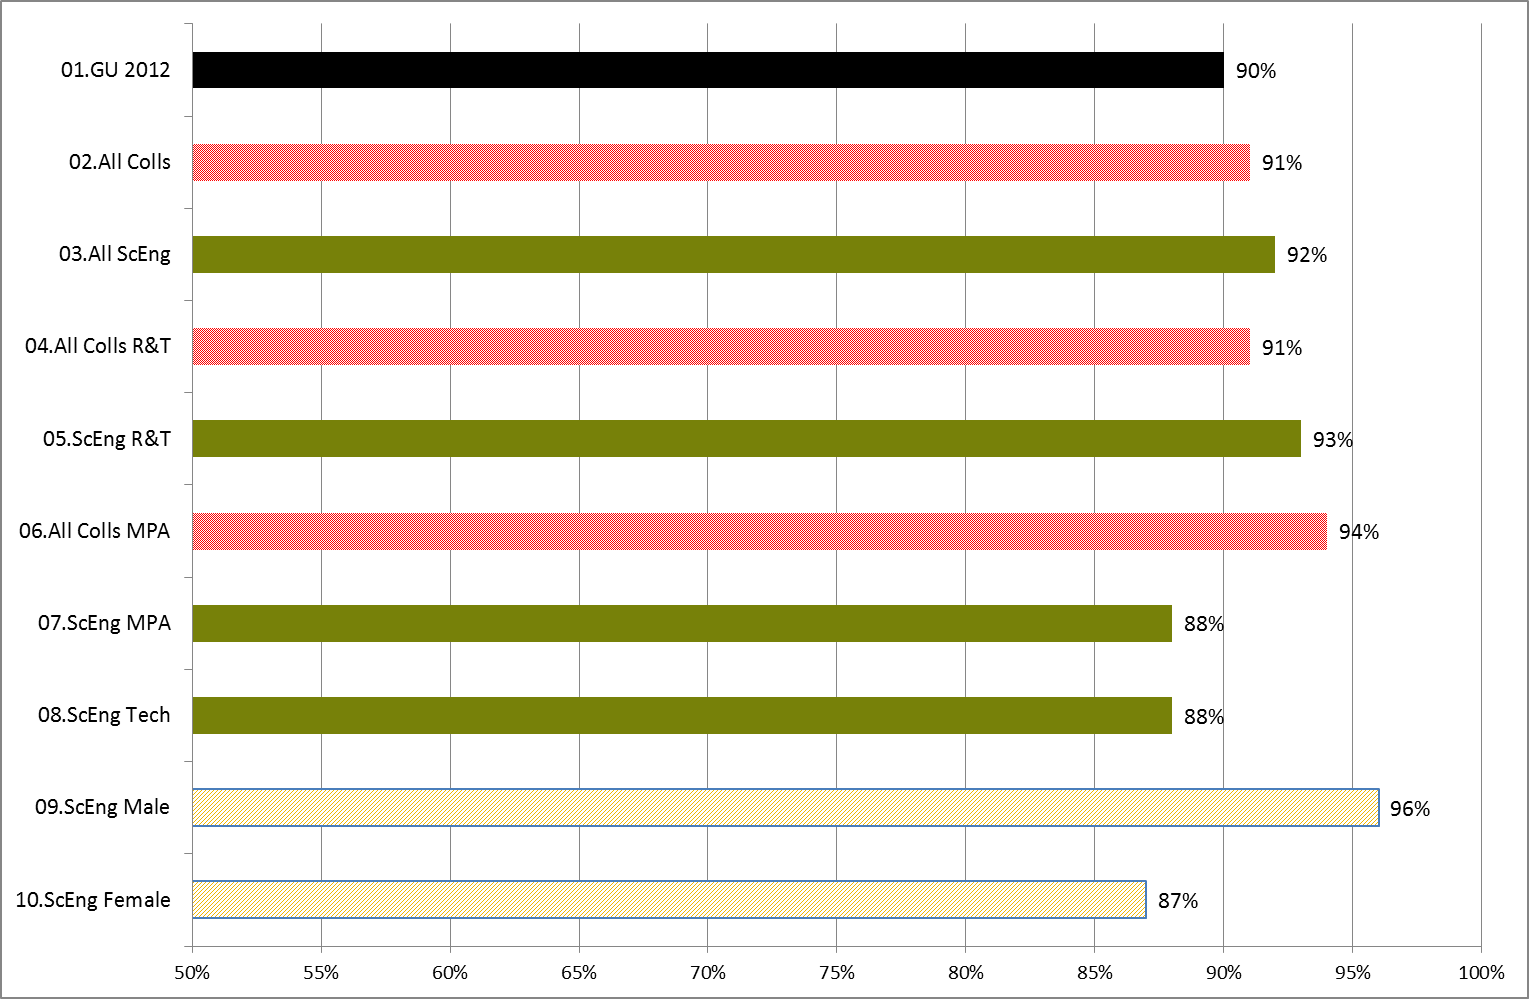 01.GU 2012 90%
02.All Colls 91%
03.All ScEng 92%
04.All Colls R&T 91%
05.ScEng R&T 93%
06.All Colls MPA 94%
07.ScEng MPA 88%
08.ScEng Tech 88%
09.ScEng Male 96%
10.ScEng Female 87%
50% 55% 60% 65% 70% 75% 80% 85% 90% 95% 100%